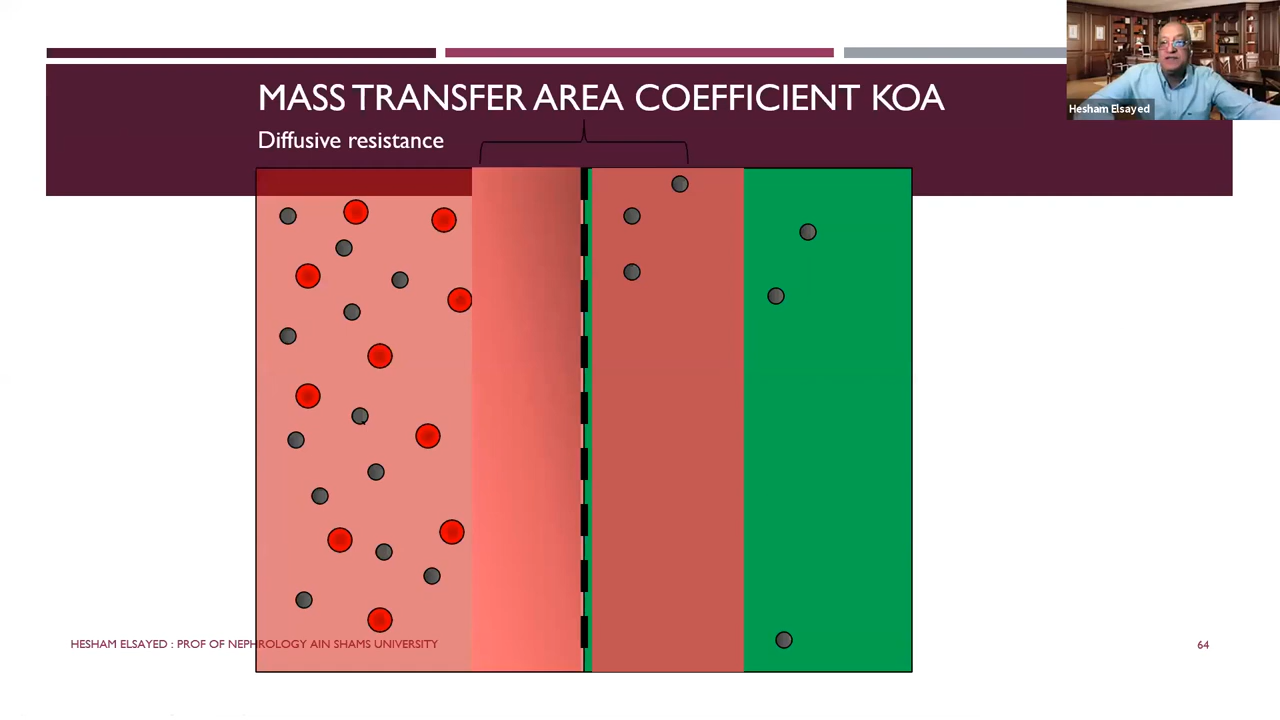 MASS TRANSFER AREA COEFFICIENT KOA
Diffusive resistance
Hesham Elsayed
HESHAM ELSAYED : PROF OF NEPHROLOGY AIN SHAMS UNIVERSITY
64